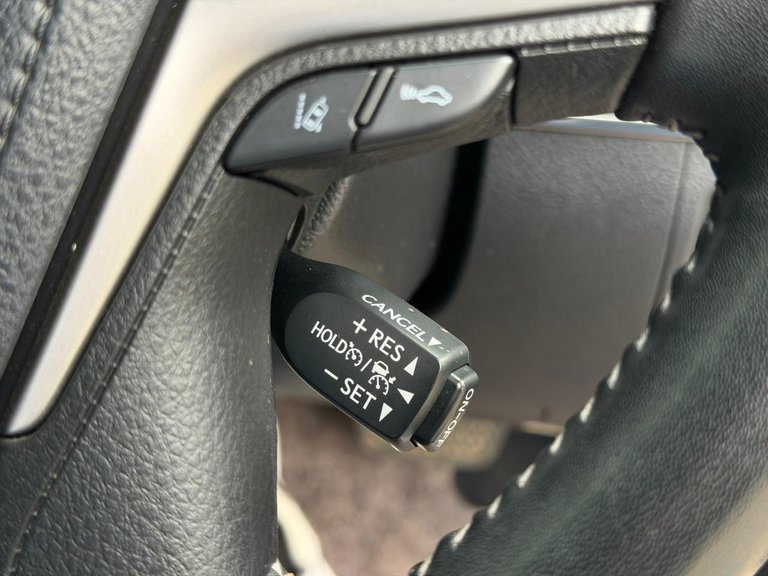 CANCEL
+ RES
HOLD /
− SET
ON-OFF